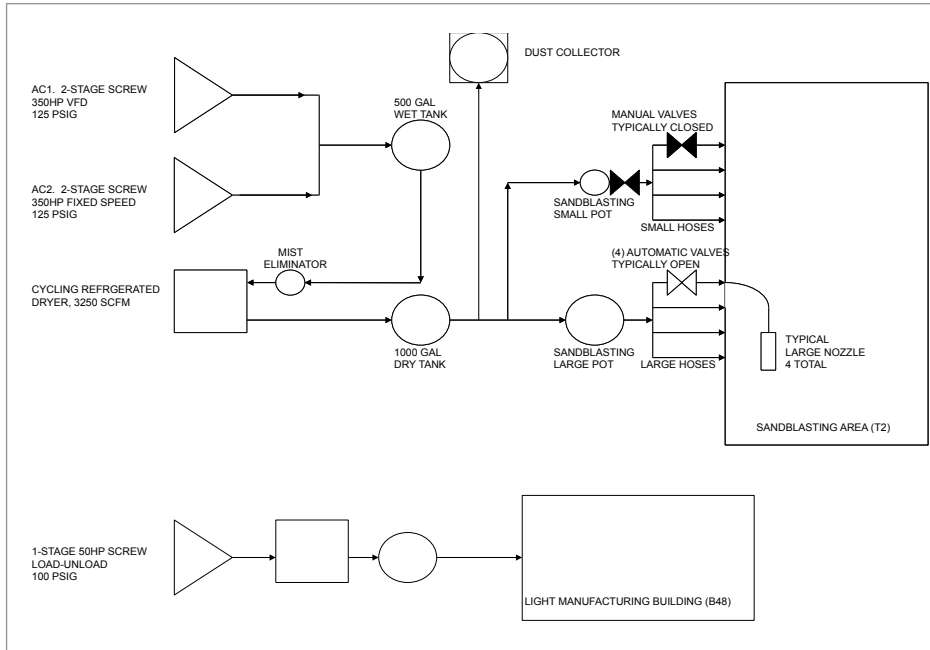 DUST COLLECTOR
AC1.  2-STAGE SCREW
350HP VFD
125 PSIG
500 GAL
WET TANK
MANUAL VALVES
TYPICALLY CLOSED
AC2.  2-STAGE SCREW
350HP FIXED SPEED
125 PSIG
SANDBLASTING
SMALL POT
SMALL HOSES
MIST
ELIMINATOR
(4) AUTOMATIC VALVES
TYPICALLY OPEN
CYCLING REFRGERATED
DRYER, 3250 SCFM
1000 GAL
DRY TANK
SANDBLASTING
LARGE POT
LARGE HOSES
TYPICAL
LARGE NOZZLE
4 TOTAL
SANDBLASTING AREA (T2)
1-STAGE 50HP SCREW
LOAD-UNLOAD
100 PSIG
LIGHT MANUFACTURING BUILDING (B48)